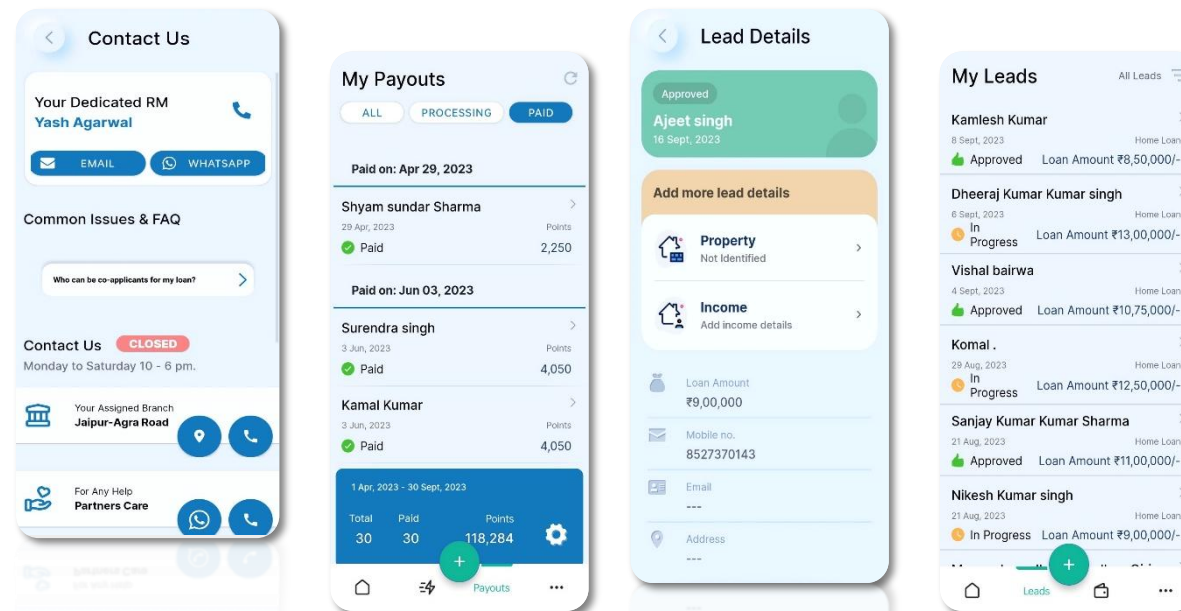 Contact Us
Your Dedicated RM
Yash Agarwal
EMAIL
WHATSAPP
Common Issues & FAQ
Who can be co-applicants for my loan?
Contact Us CLOSED
Monday to Saturday 10 - 6 pm.
Your Assigned Branch
Jaipur-Agra Road
For Any Help
Partners Care
My Payouts
ALL PROCESSING PAID
Paid on: Apr 29, 2023
Shyam sundar Sharma
29 Apr, 2023 Points
Paid 2,250
Paid on: Jun 03, 2023
Surendra singh
3 Jun, 2023 Points
Paid 4,050
Kamal Kumar
3 Jun, 2023 Points
Paid 4,050
1 Apr, 2023 - 30 Sept, 2023
Total Paid Points
30 30 118,284
+
Payouts
Lead Details
Approved
Ajeet singh
16 Sept, 2023
Add more lead details
Property
Not Identified
Income
Add income details
Loan Amount
₹9,00,000
Mobile no.
8527370143
Email
---
Address
---
My Leads All Leads
Kamlesh Kumar
8 Sept, 2023 Home Loan
Approved Loan Amount ₹8,50,000/-
Dheeraj Kumar Kumar singh
6 Sept, 2023 Home Loan
In
Progress Loan Amount ₹13,00,000/-
Vishal bairwa
4 Sept, 2023 Home Loan
Approved Loan Amount ₹10,75,000/-
Komal .
29 Aug, 2023 Home Loan
In
Progress Loan Amount ₹12,50,000/-
Sanjay Kumar Kumar Sharma
21 Aug, 2023 Home Loan
Approved Loan Amount ₹11,00,000/-
Nikesh Kumar singh
21 Aug, 2023 Home Loan
In Progress Loan Amount ₹9,00,000/-
+
Leads